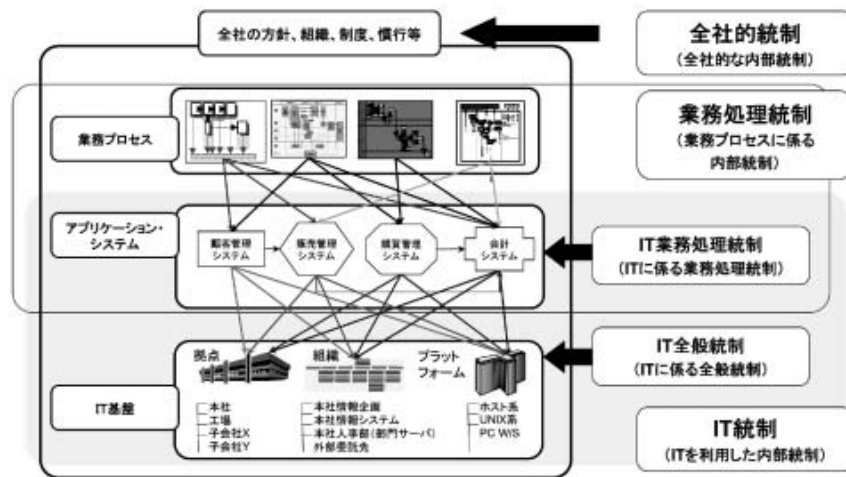 全社の方針、組織、制度、慣行等
全社的統制
(全社的な内部統制)
業務プロセス
業務処理統制
(業務プロセスに係る
内部統制)
アプリケーション・
システム
顧客管理
システム
販売管理
システム
購買管理
システム
会計
システム
IT業務処理統制
(ITに係る業務処理統制)
IT基盤
拠点
本社
工場
子会社X
子会社Y
組織
本社情報企画
本社情報システム
本社人事部(部門サーバ)
外部委託先
プラット
フォーム
ホスト系
UNIX系
PC W/S
IT全般統制
(ITに係る全般統制)
IT統制
(ITを利用した内部統制)